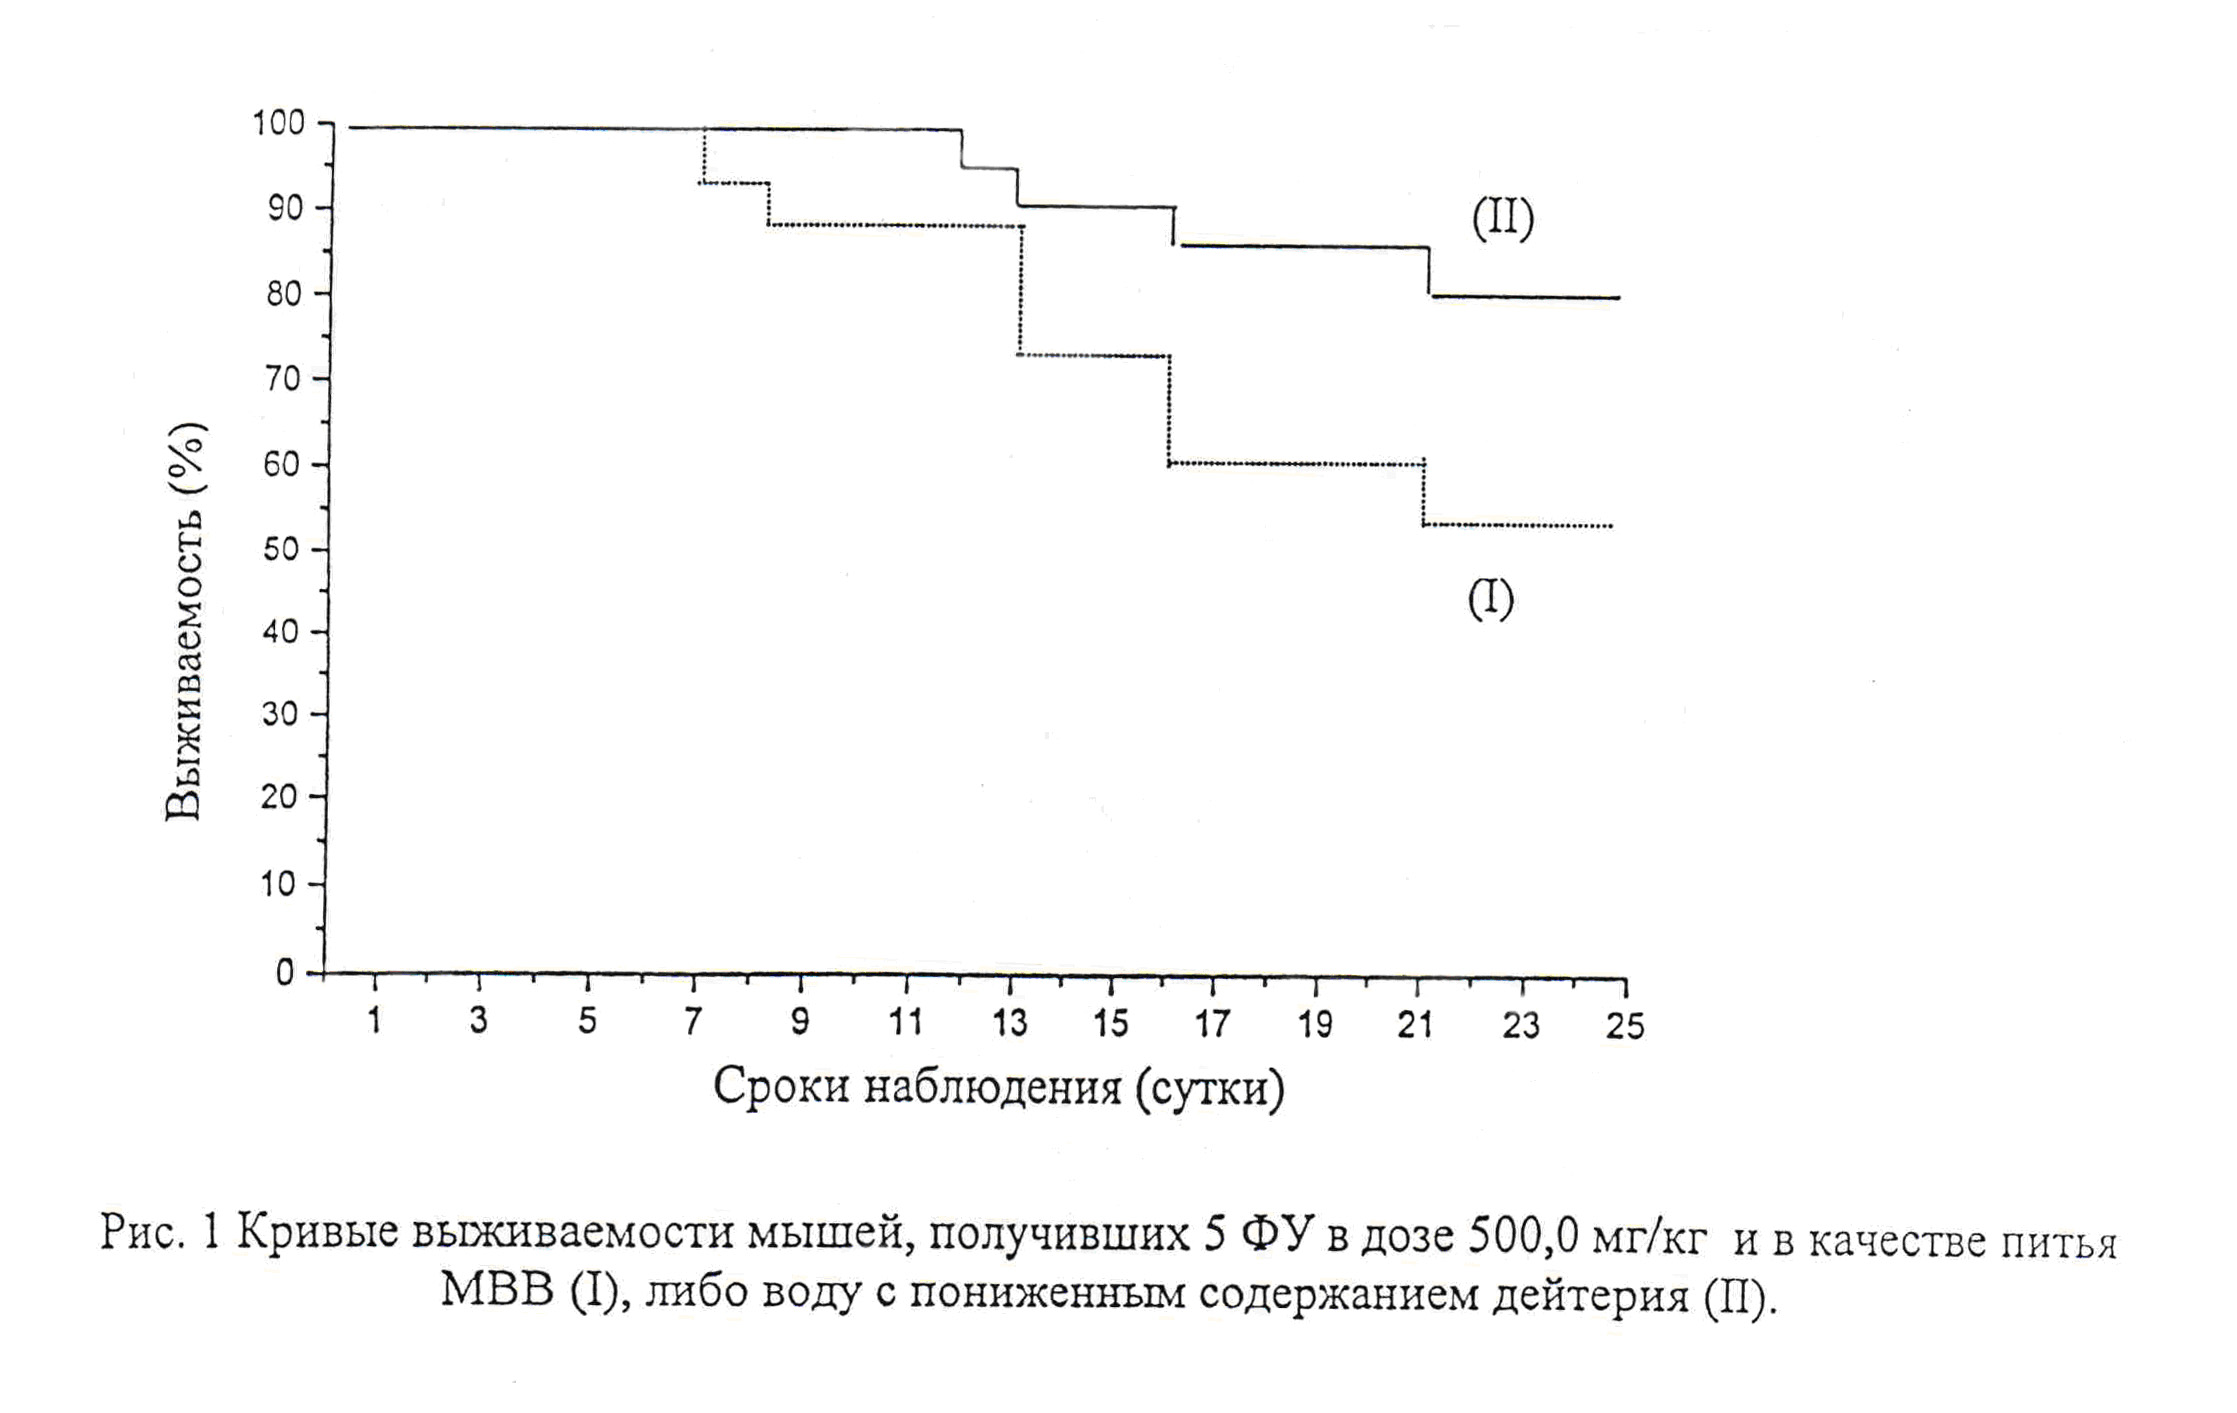 100
90
80
70
60
50
40
30
20
10
0
Выживаемость (%)
(II)
(I)
1 3 5 7 9 11 13 15 17 19 21 23 25
Сроки наблюдения (сутки)
Рис. 1 Кривые выживаемости мышей, получивших 5 ФУ в дозе 500,0 мг/кг и в качестве питья
МВВ (I), либо воду с пониженным содержанием дейтерия (II).